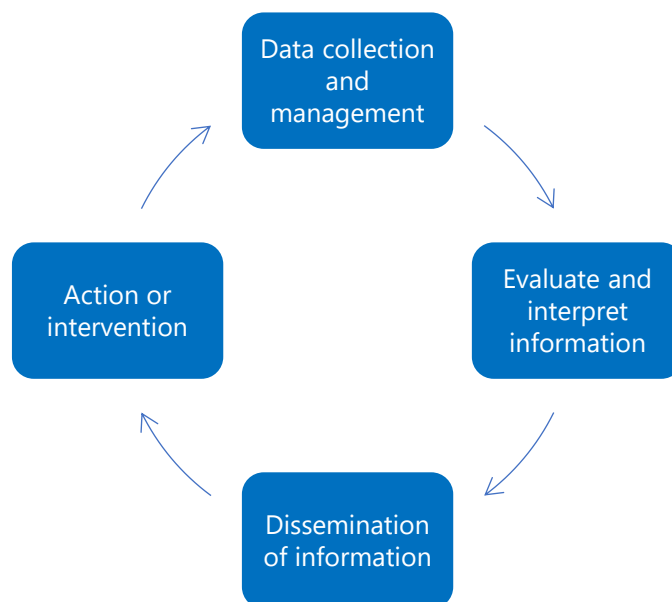 Data collection
and
management
Evaluate and
interpret
information
Dissemination
of information
Action or
intervention